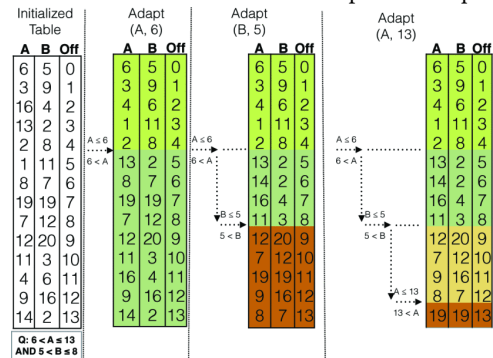 Initialized
Table
A B Off
6 5 0
3 9 1
16 4 2
13 2 3
2 8 4
1 11 5
8 7 6
19 19 7
7 12 8
12 20 9
11 3 10
4 6 11
9 16 12
14 2 13
Q: 6 < A ≤ 13
AND 5 < B ≤ 8
Adapt
(A, 6)
A B Off
A ≤ 6
6 < A
6 5 0
3 9 1
4 6 2
1 11 3
2 8 4
13 2 5
8 7 6
19 19 7
7 12 8
12 20 9
11 3 10
16 4 11
9 16 12
14 2 13
Adapt
(B, 5)
A B Off
A ≤ 6
6 < A
B ≤ 5
5 < B
6 5 0
3 9 1
4 6 2
1 11 3
2 8 4
13 2 5
14 2 6
16 4 7
11 3 8
12 20 9
7 12 10
19 19 11
9 16 12
8 7 13
Adapt
(A, 13)
A B Off
A ≤ 6
6 < A
B ≤ 5
5 < B
A ≤ 13
13 < A
6 5 0
3 9 1
4 6 2
1 11 3
2 8 4
13 2 5
14 2 6
16 4 7
11 3 8
12 20 9
7 12 10
9 16 11
8 7 12
19 19 13